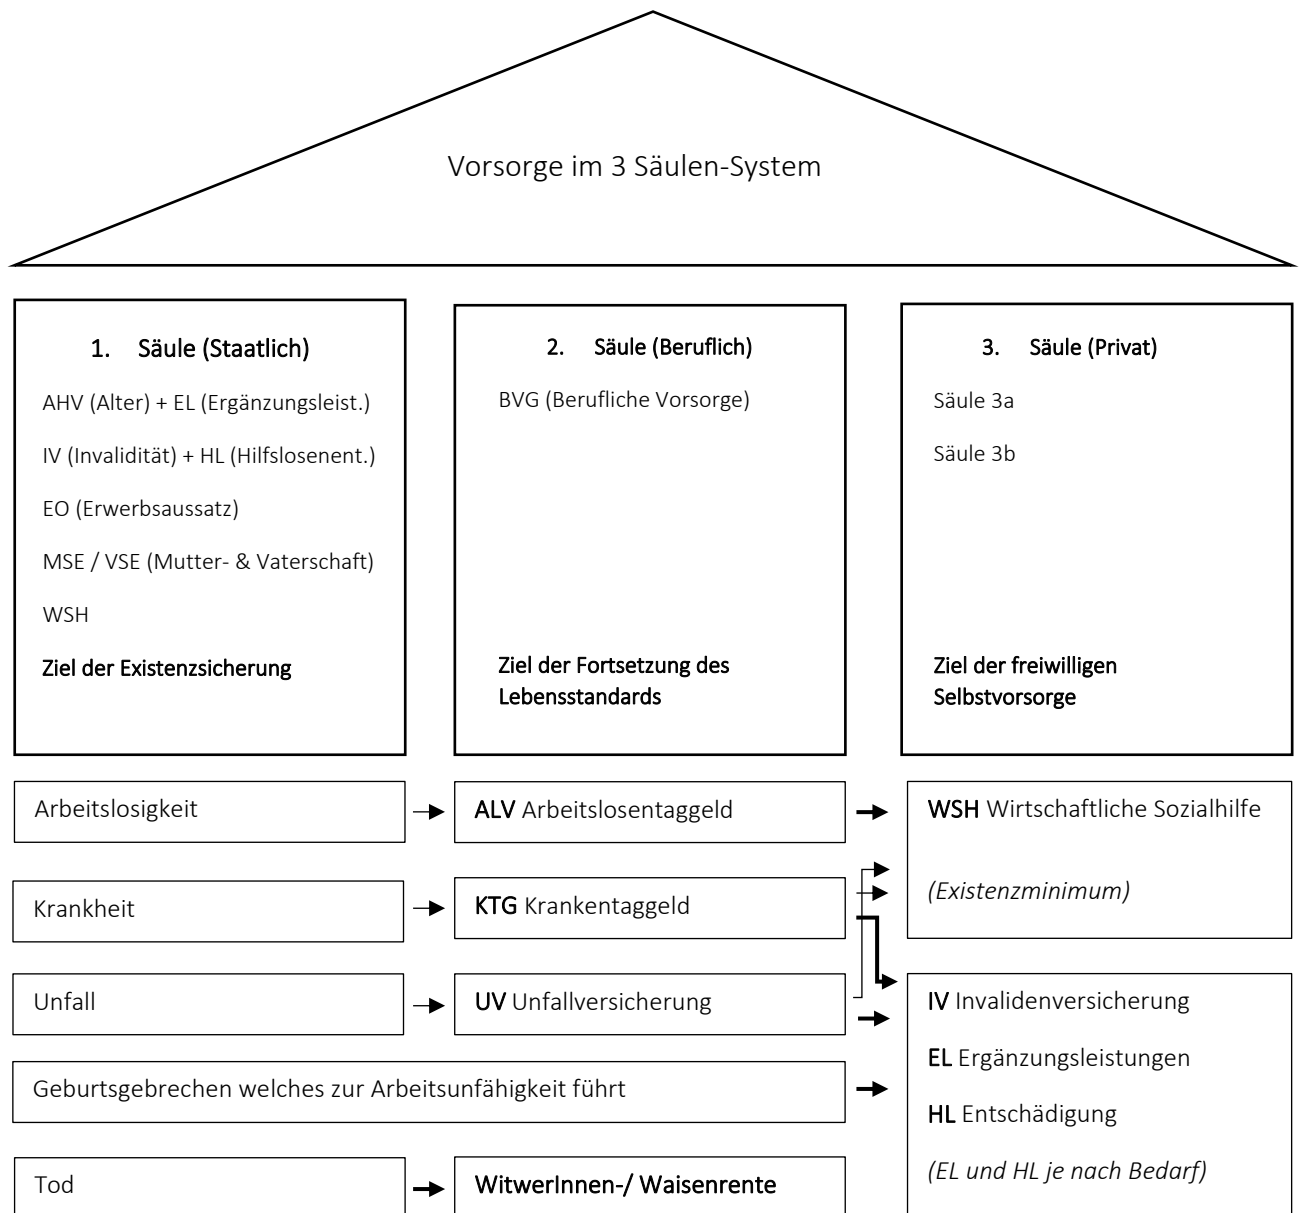 Vorsorge im 3 Säulen-System
1. Säule (Staatlich)
AHV (Alter) + EL (Ergänzungsleist.)
IV (Invalidität) + HL (Hilfslosenent.)
EO (Erwerbsaussatz)
MSE / VSE (Mutter- & Vaterschaft)
WSH
Ziel der Existenzsicherung
2. Säule (Beruflich)
BVG (Berufliche Vorsorge)
Ziel der Fortsetzung des
Lebensstandards
3. Säule (Privat)
Säule 3a
Säule 3b
Ziel der freiwilligen
Selbstvorsorge
Arbeitslosigkeit
ALV Arbeitslosentaggeld
WSH Wirtschaftliche Sozialhilfe
(Existenzminimum)
Krankheit
KTG Krankentaggeld
Unfall
UV Unfallversicherung
IV Invalidenversicherung
EL Ergänzungsleistungen
HL Entschädigung
(EL und HL je nach Bedarf)
Geburtsgebrechen welches zur Arbeitsunfähigkeit führt
Tod
WitwerInnen-/ Waisenrente